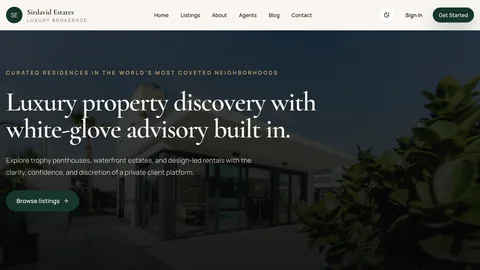 SE
Sirdavid Estates
LUXURY BROKERAGE
Home Listings About Agents Blog Contact
Sign in
Get Started
CURATED RESIDENCES IN THE WORLD'S MOST COVETED NEIGHBORHOODS
Luxury property discovery with
white-glove advisory built in.
Explore trophy penthouses, waterfront estates, and design-led rentals with the
clarity, confidence, and discretion of a private client platform.
Browse listings →